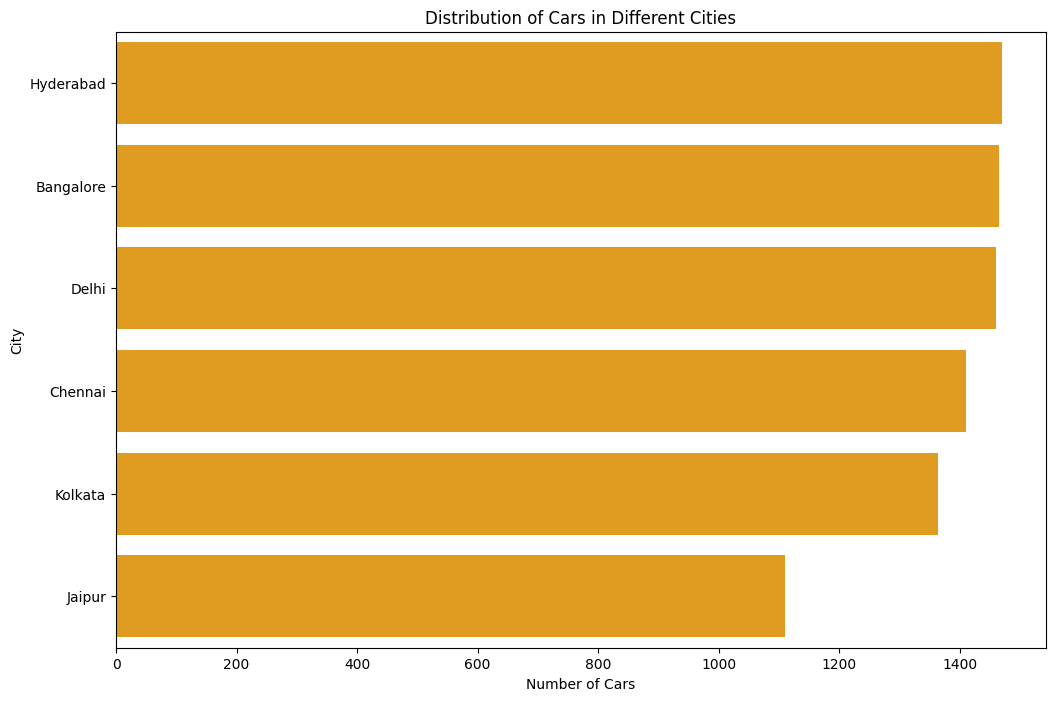 Distribution of Cars in Different Cities
Hyderabad
Bangalore
Delhi
Chennai
Kolkata
Jaipur
City
0 200 400 600 800 1000 1200 1400
Number of Cars